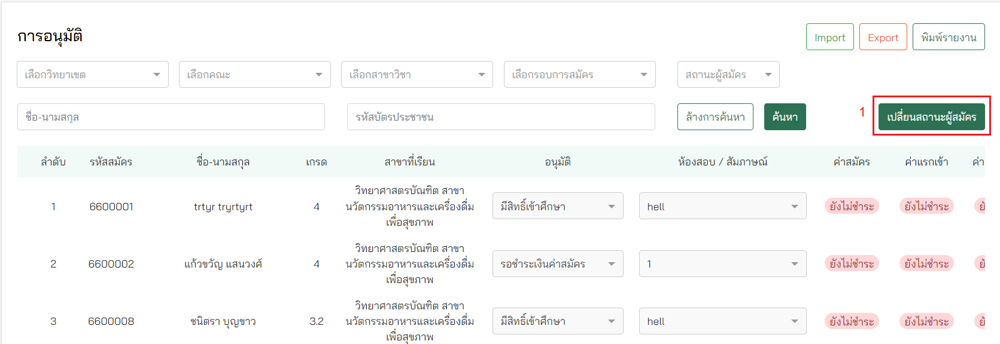 การอนุมัติ
Import Export พิมพ์รายงาน
เลือกวิทยาเขต เลือกคณะ เลือกสาขาวิชา เลือกรอบการสมัคร สถานะผู้สมัคร
ชื่อ-นามสกุล รหัสบัตรประชาชน ล้างการค้นหา ค้นหา 1 เปลี่ยนสถานะผู้สมัคร
ลำดับ รหัสสมัคร ชื่อ-นามสกุล เกรด สาขาที่เรียน อนุมัติ ห้องสอบ / สัมภาษณ์ ค่าสมัคร ค่าแรกเข้า ค่า
วิทยาศาสตรบัณฑิต สาขา
1 6600001 trtyr tryrtyrt 4 นวัตกรรมอาหารและเครื่องดื่ม มีสิทธิ์เข้าศึกษา hell ยังไม่ชำระ ยังไม่ชำระ ยั
เพื่อสุขภาพ
วิทยาศาสตรบัณฑิต สาขา
2 6600002 แก้วขวัญ แสนวงศ์ 4 นวัตกรรมอาหารและเครื่องดื่ม รอชำระเงินค่าสมัคร 1 ยังไม่ชำระ ยังไม่ชำระ ยั
เพื่อสุขภาพ
วิทยาศาสตรบัณฑิต สาขา
3 6600008 ชนิตรา บุญขาว 3.2 นวัตกรรมอาหารและเครื่องดื่ม มีสิทธิ์เข้าศึกษา hell ยังไม่ชำระ ยังไม่ชำระ ยั
เพื่อสุขภาพ